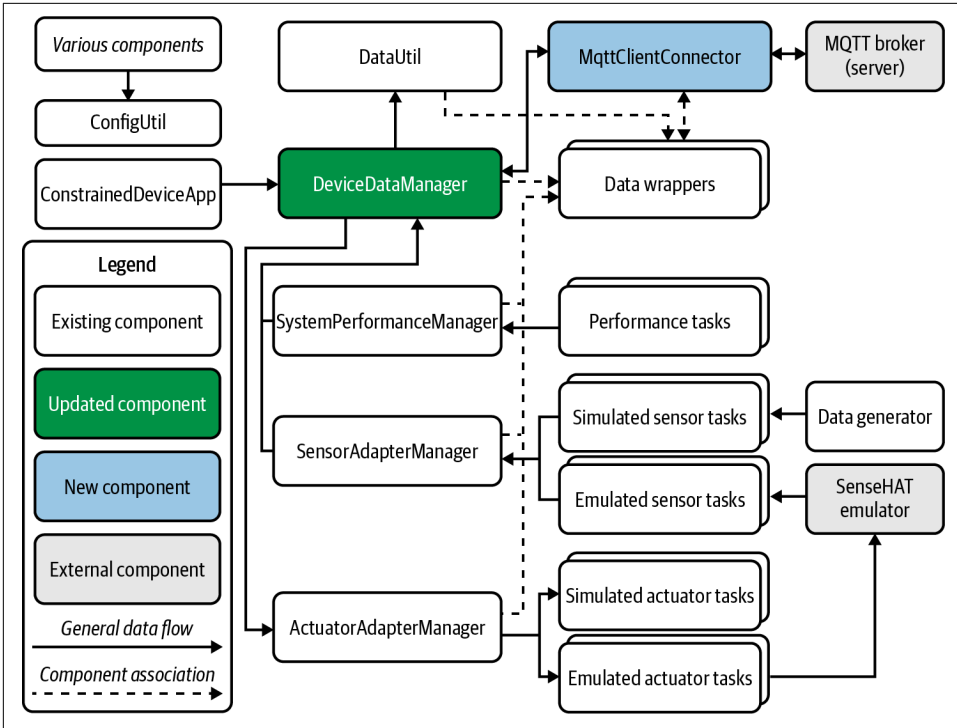 Various components
ConfigUtil
ConstrainedDeviceApp
DataUtil
MqttClientConnector
MQTT broker
(server)
DeviceDataManager
Data wrappers
Legend
Existing component
Updated component
New component
External component
General data flow
Component association
SystemPerformanceManager
Performance tasks
SensorAdapterManager
Simulated sensor tasks
Data generator
Emulated sensor tasks
SenseHAT
emulator
ActuatorAdapterManager
Simulated actuator tasks
Emulated actuator tasks